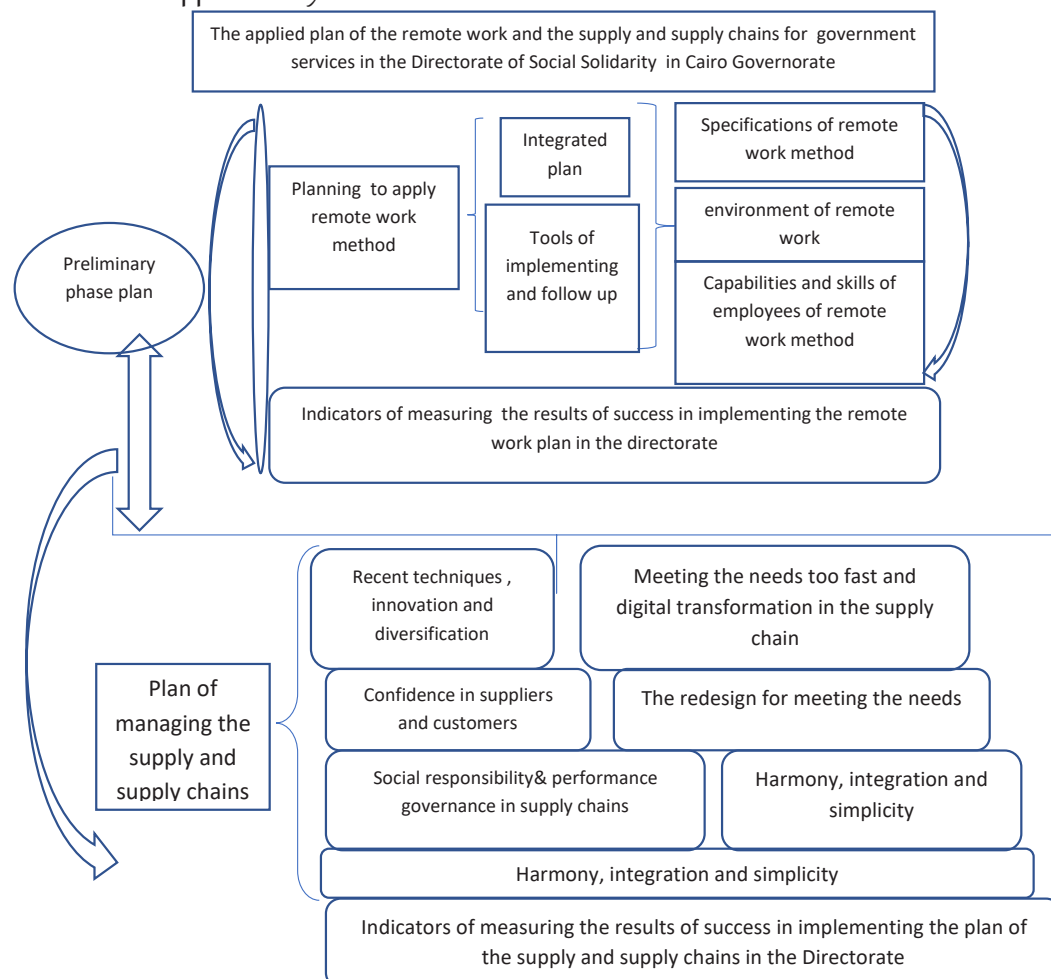 The applied plan of the remote work and the supply and supply chains for government
services in the Directorate of Social Solidarity in Cairo Governorate
Preliminary
phase plan
Planning to apply
remote work
method
Integrated
plan
Tools of
implementing
and follow up
Specifications of remote
work method
environment of remote
work
Capabilities and skills of
employees of remote
work method
Indicators of measuring the results of success in implementing the remote
work plan in the directorate
Plan of
managing the
supply and
supply chains
Recent techniques ,
innovation and
diversification
Meeting the needs too fast and
digital transformation in the supply
chain
Confidence in suppliers
and customers
The redesign for meeting the needs
Social responsibility& performance
governance in supply chains
Harmony, integration and
simplicity
Harmony, integration and simplicity
Indicators of measuring the results of success in implementing the plan of
the supply and supply chains in the Directorate